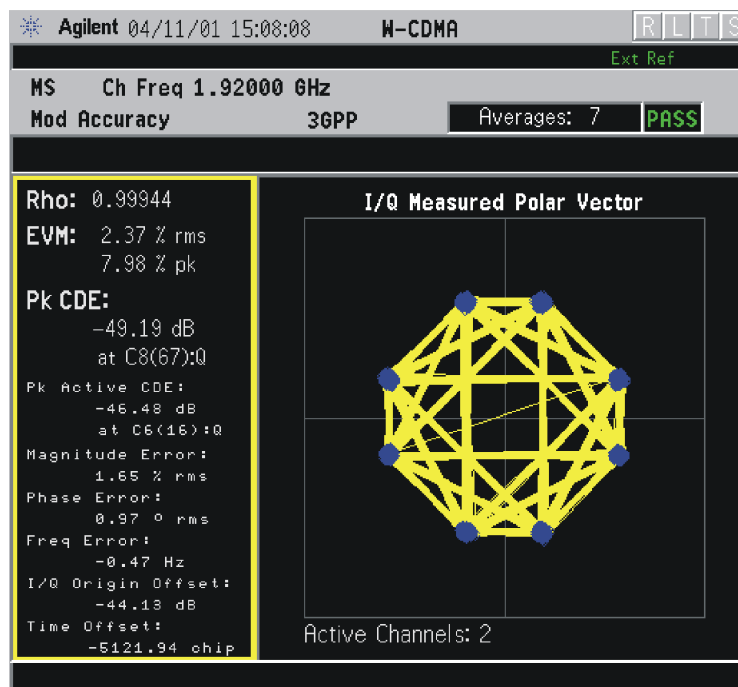 Agilent 04/11/01 15:08:08 W-CDMA R L T S
Ext Ref
MS Ch Freq 1.92000 GHz
Mod Accuracy 3GPP Averages: 7 PASS
I/Q Measured Polar Vector
Rho: 0.99944
EVM: 2.37 % rms
7.98 % pk
Pk CDE:
-49.19 dB
at C8(67):Q
Pk Active CDE:
-46.48 dB
at C6(16):Q
Magnitude Error:
1.65 % rms
Phase Error:
0.97 º rms
Freq Error:
-0.47 Hz
I/Q Origin Offset:
-44.13 dB
Time Offset:
-5121.94 chip
Active Channels: 2